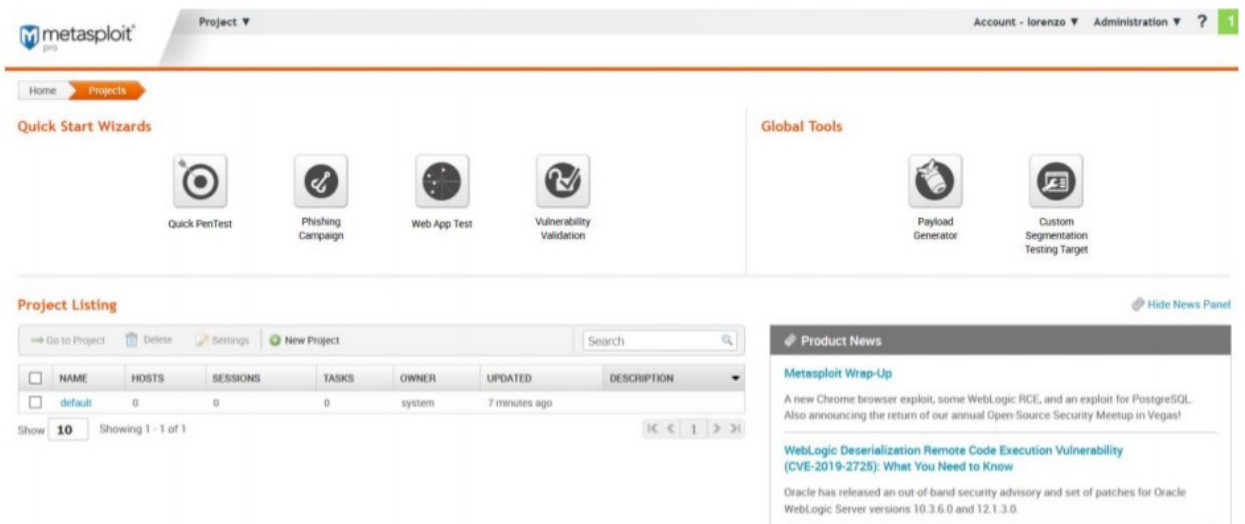 metasploit®
pro
Project ▼
Account - lorenzo ▼ Administration ▼ ? 1
Home Projects
Quick Start Wizards
Global Tools
Quick PenTest
Phishing
Campaign
Web App Test
Vulnerability
Validation
Payload
Generator
Custom
Segmentation
Testing Target
Project Listing
Hide News Panel
Go to Project Delete Settings New Project Search
NAME HOSTS SESSIONS TASKS OWNER UPDATED DESCRIPTION
default 0 0 0 system 7 minutes ago
Show 10 Showing 1 - 1 of 1 1
Product News
Metasploit Wrap-Up
A new Chrome browser exploit, some WebLogic RCE, and an exploit for PostgreSQL.
Also announcing the return of our annual Open-Source Security Meetup in Vegas!
WebLogic Deserialization Remote Code Execution Vulnerability
(CVE-2019-2725): What You Need to Know
Oracle has released an out-of-band security advisory and set of patches for Oracle
WebLogic Server versions 10.3.6.0 and 12.1.3.0.